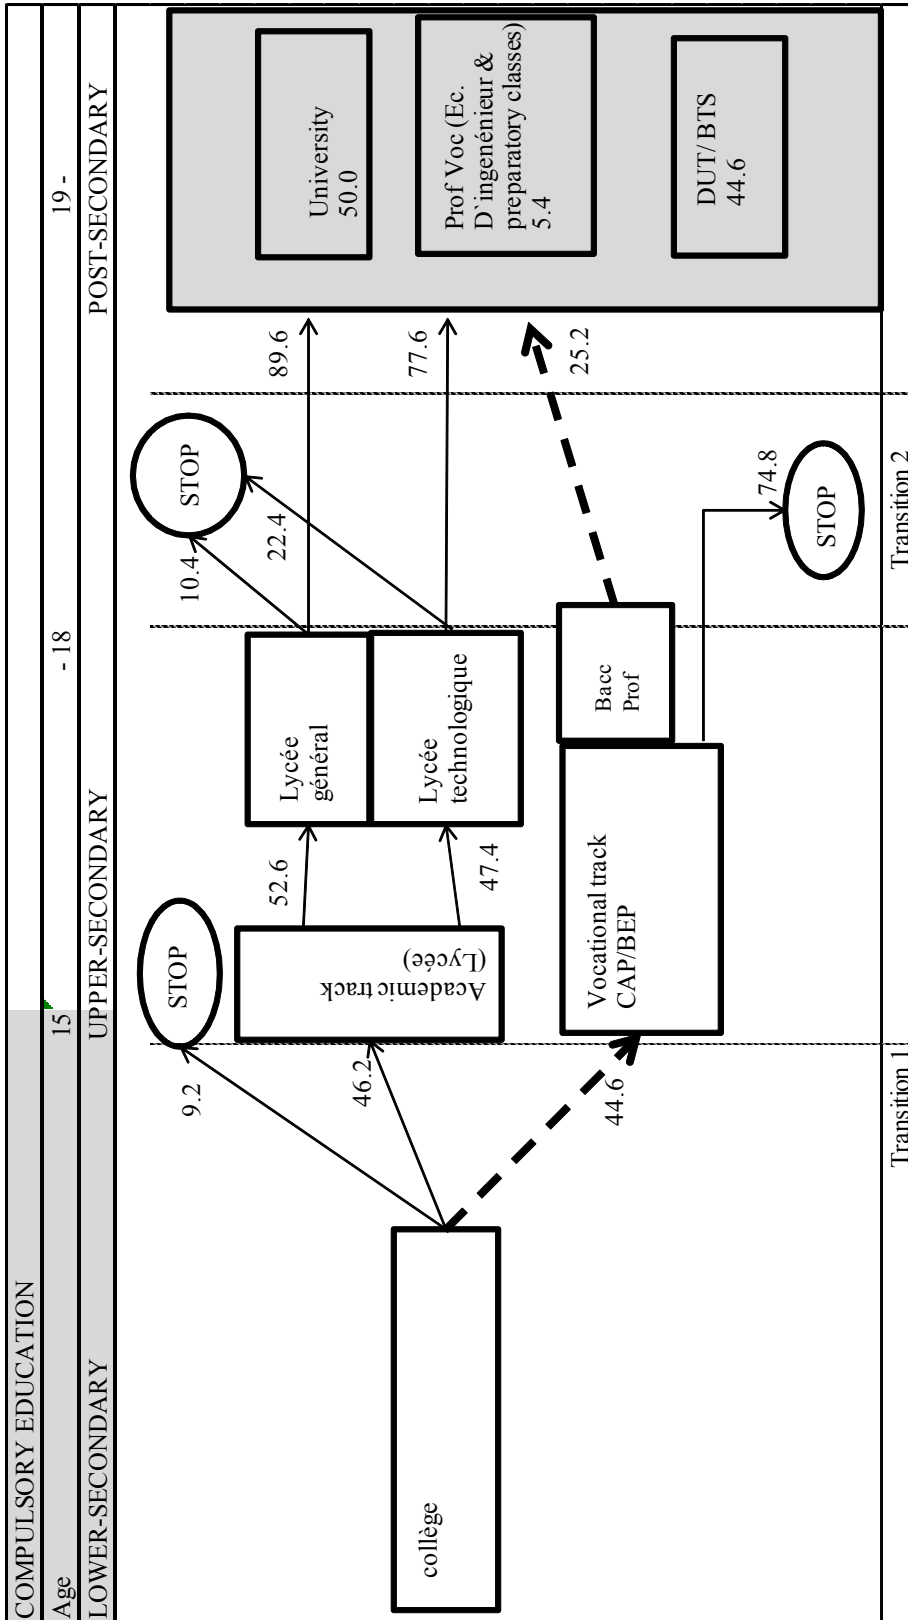 COMPULSORY EDUCATION
Age 15 - 18 19 -
LOWER-SECONDARY UPPER-SECONDARY POST-SECONDARY
collège
9.2
46.2
44.6
STOP
Academic track
(Lycée)
Vocational track
CAP/BEP
52.6
47.4
Lycée
général
Lycée
technologique
Bacc
Prof
10.4
22.4
STOP
89.6
77.6
25.2
74.8
STOP
University
50.0
Prof Voc (Ec.
D`ingenénieur &
preparatory classes)
5.4
DUT/BTS
44.6
Transition 1 Transition 2